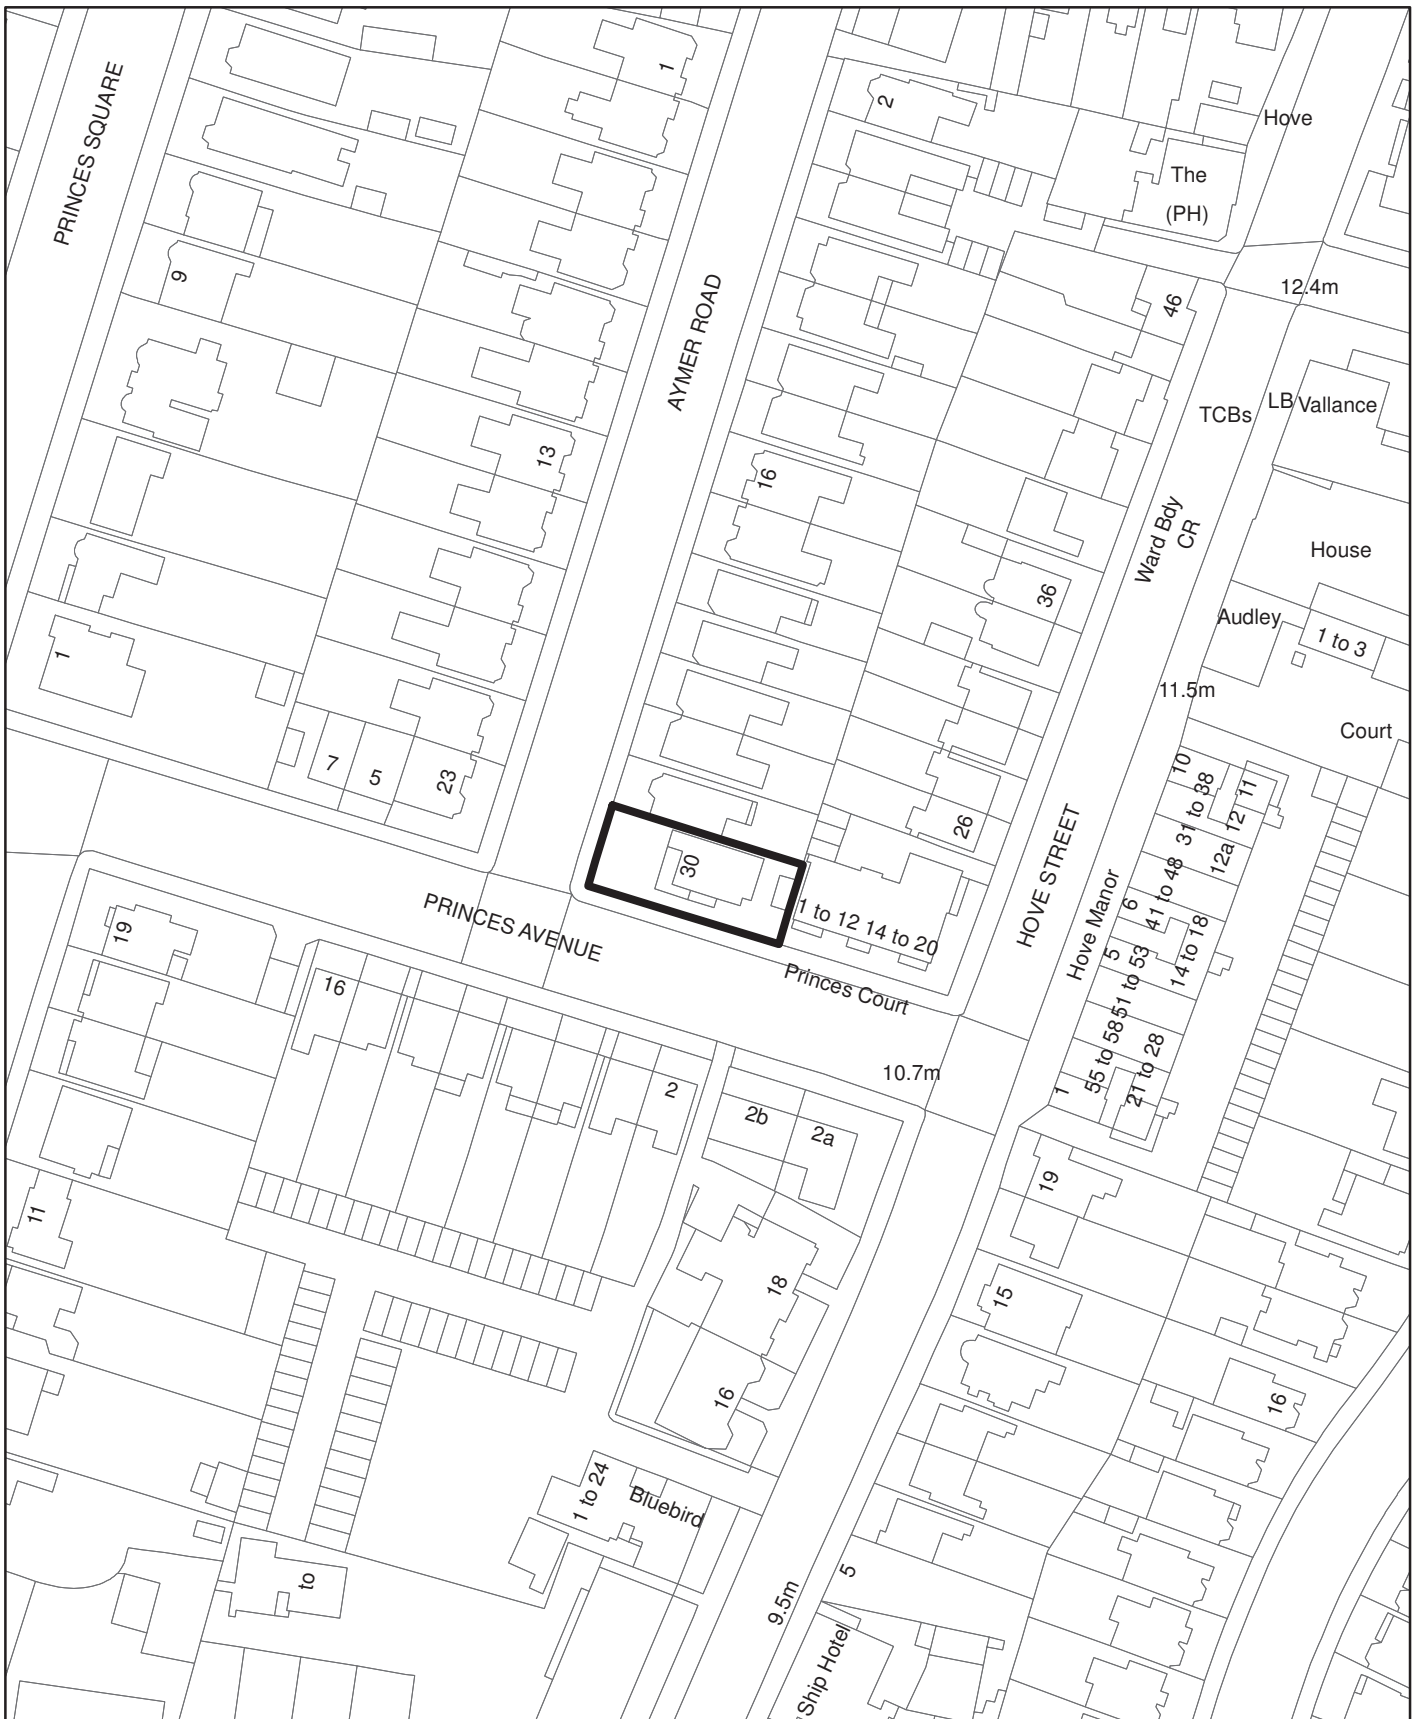 PRINCES SQUARE
1
2
Hove
The
(PH)
9
AYMER ROAD
46
12.4m
TCBs
LB
Vallance
13
16
Ward Bdy
CR
House
36
1
Audley
1 to 3
11.5m
Court
7
5
23
10
31 to 38
11
12
12a
26
HOVE STREET
30
Hove Manor
6
41 to 48
1 to 12
14 to 20
PRINCES AVENUE
19
5
51 to 53
14 to 18
Princes Court
16
55 to 58
21 to 28
1
10.7m
2
2b
2a
19
11
18
15
16
16
1 to 24
Bluebird
to
5
9.5m
Ship Hotel